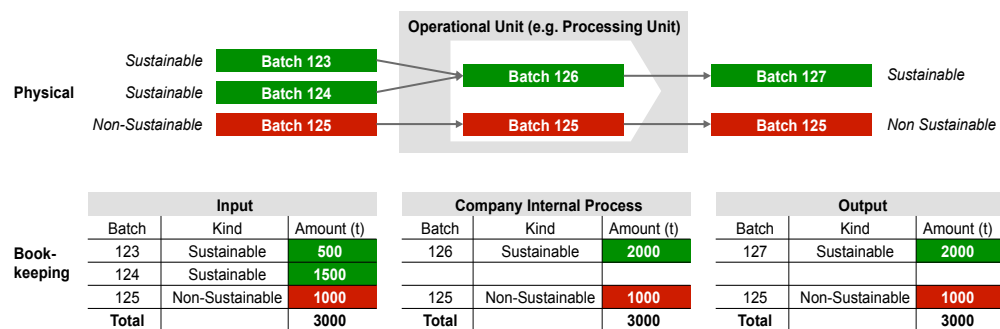 Operational Unit (e.g. Processing Unit)
Sustainable Batch 123
Batch 126 Batch 127 Sustainable
Physical Sustainable Batch 124
Non-Sustainable Batch 125 Batch 125 Batch 125 Non Sustainable
Input Company Internal Process Output
Batch Kind Amount (t) Batch Kind Amount (t) Batch Kind Amount (t)
Book-
keeping
123 Sustainable 500 126 Sustainable 2000 127 Sustainable 2000
124 Sustainable 1500
125 Non-Sustainable 1000 125 Non-Sustainable 1000 125 Non-Sustainable 1000
Total 3000 Total 3000 Total 3000